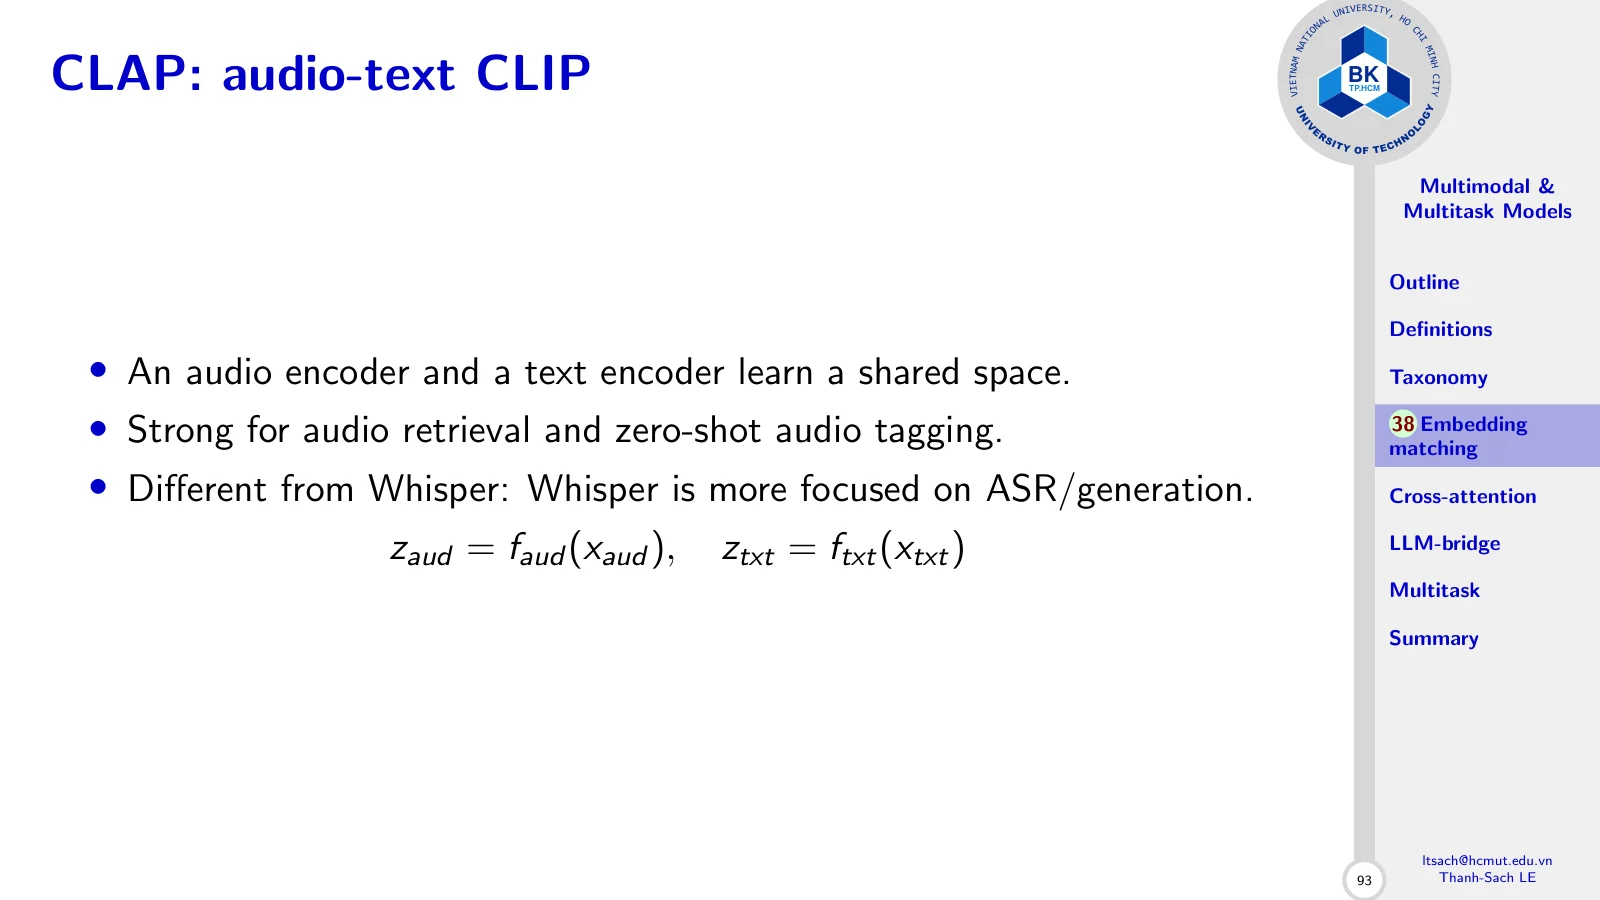 CLAP: audio-text CLIP
• An audio encoder and a text encoder learn a shared space.
• Strong for audio retrieval and zero-shot audio tagging.
• Different from Whisper: Whisper is more focused on ASR/generation.
z_aud = f_aud(x_aud), z_txt = f_txt(x_txt)
VIETNAM NATIONAL UNIVERSITY, HO CHI MINH CITY
BK
TP.HCM
UNIVERSITY OF TECHNOLOGY
Multimodal &
Multitask Models
Outline
Definitions
Taxonomy
38 Embedding
matching
Cross-attention
LLM-bridge
Multitask
Summary
ltsach@hcmut.edu.vn
Thanh-Sach LE
93